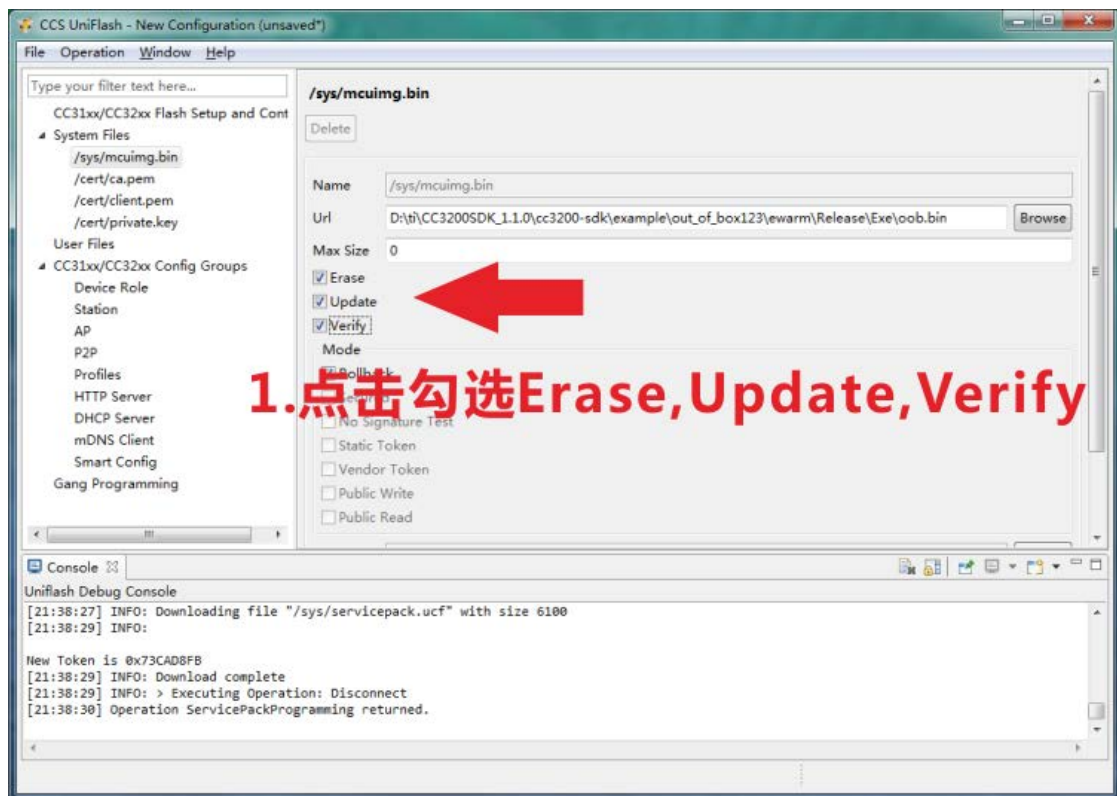 CCS UniFlash - New Configuration (unsaved*)
File Operation Window Help
Type your filter text here...
CC31xx/CC32xx Flash Setup and Cont
System Files
/sys/mcuimg.bin
/cert/ca.pem
/cert/client.pem
/cert/private.key
User Files
CC31xx/CC32xx Config Groups
Device Role
Station
AP
P2P
Profiles
HTTP Server
DHCP Server
mDNS Client
Smart Config
Gang Programming
/sys/mcuimg.bin
Delete
Name /sys/mcuimg.bin
Url D:\ti\CC3200SDK_1.1.0\cc3200-sdk\example\out_of_box123\ewarm\Release\Exe\oob.bin Browse
Max Size 0
Erase
Update
Verify
Mode
Rollback
1.点击勾选Erase,Update,Verify
Secured
No Signature Test
Static Token
Vendor Token
Public Write
Public Read
Console
Uniflash Debug Console
[21:38:27] INFO: Downloading file "/sys/servicepack.ucf" with size 6100
[21:38:29] INFO:
New Token is 0x73CAD8FB
[21:38:29] INFO: Download complete
[21:38:29] INFO: > Executing Operation: Disconnect
[21:38:30] Operation ServicePackProgramming returned.